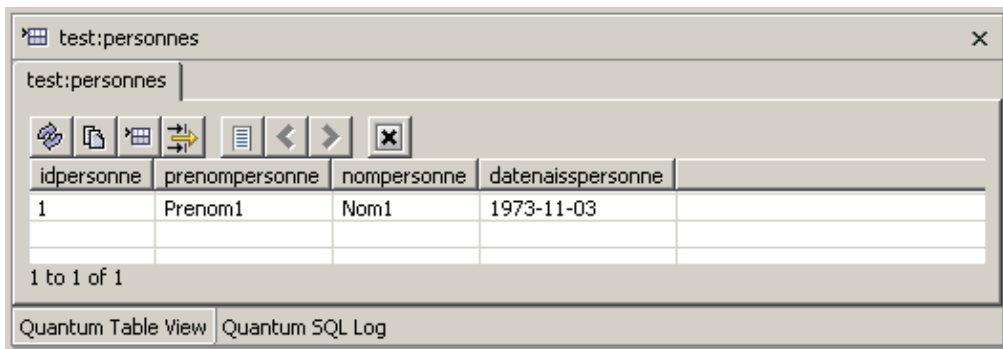 test:personnes
test:personnes
idpersonne prenompersonne nompersonne datenaisspersonne
1 Prenom1 Nom1 1973-11-03
1 to 1 of 1
Quantum Table View Quantum SQL Log